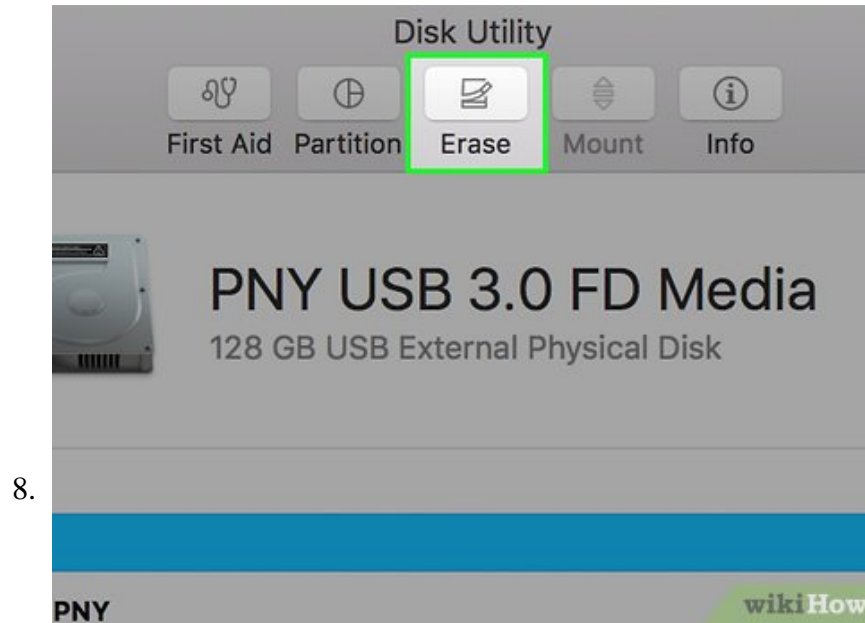 Disk Utility
First Aid Partition Erase Mount Info
PNY USB 3.0 FD Media
128 GB USB External Physical Disk
8.
PNY
wikiHow